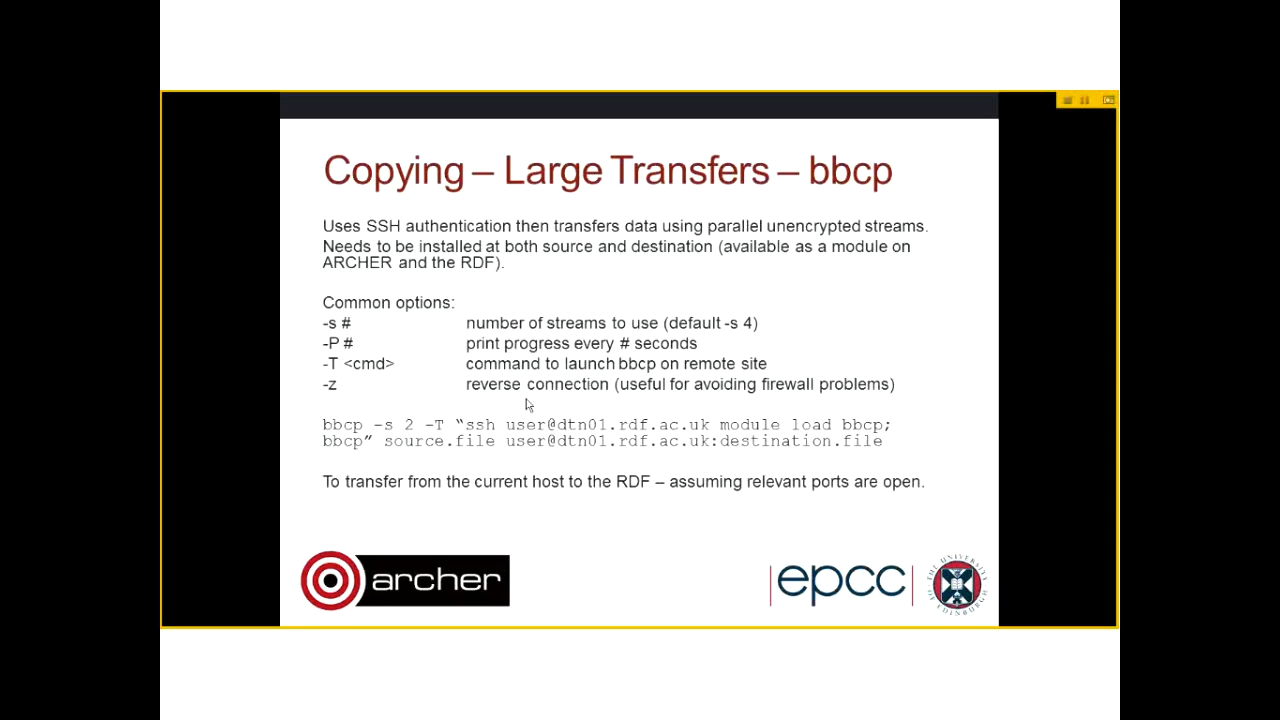 Copying – Large Transfers – bbcp
Uses SSH authentication then transfers data using parallel unencrypted streams.
Needs to be installed at both source and destination (available as a module on
ARCHER and the RDF).
Common options:
-s # number of streams to use (default -s 4)
-P # print progress every # seconds
-T <cmd> command to launch bbcp on remote site
-z reverse connection (useful for avoiding firewall problems)
bbcp –s 2 –T “ssh user@dtn01.rdf.ac.uk module load bbcp;
bbcp” source.file user@dtn01.rdf.ac.uk:destination.file
To transfer from the current host to the RDF – assuming relevant ports are open.
archer
epcc
THE UNIVERSITY OF EDINBURGH